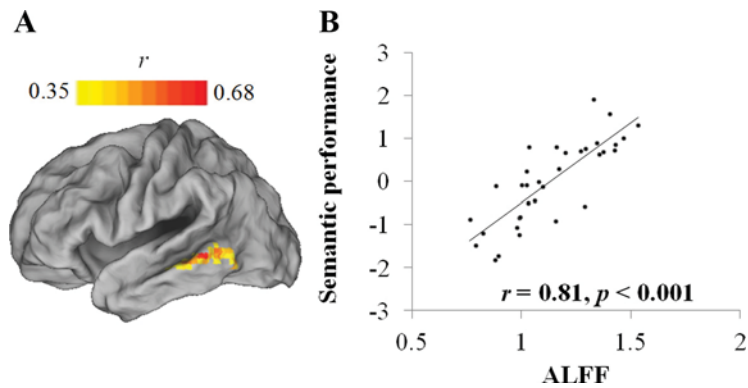 A
r
0.35 0.68
B
Semantic performance
3
2
1
0
-1
-2
-3
r = 0.81, p < 0.001
0.5 1 1.5 2
ALFF